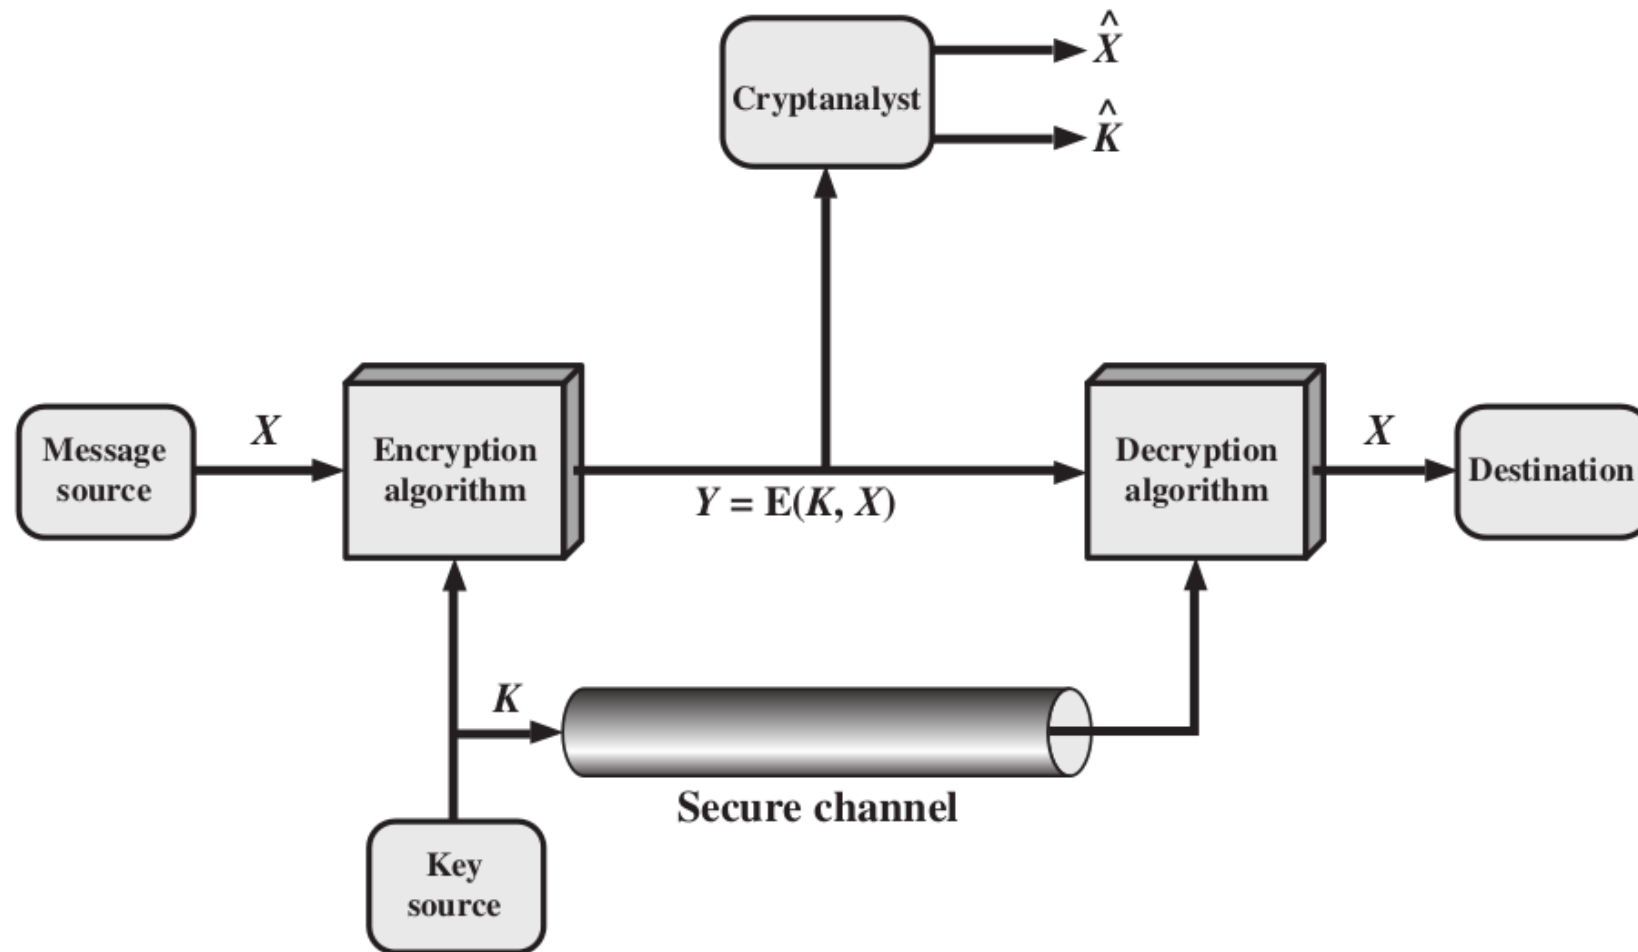 Cryptanalyst
X̂
K̂
Message
source
X
Encryption
algorithm
Y = E(K, X)
Decryption
algorithm
X
Destination
K
Secure channel
Key
source